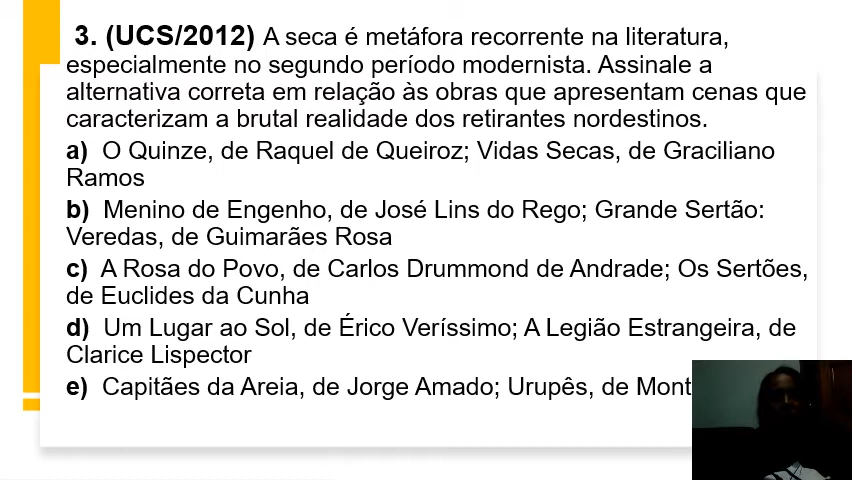 3. (UCS/2012) A seca é metáfora recorrente na literatura,
especialmente no segundo período modernista. Assinale a
alternativa correta em relação às obras que apresentam cenas que
caracterizam a brutal realidade dos retirantes nordestinos.
a) O Quinze, de Raquel de Queiroz; Vidas Secas, de Graciliano
Ramos
b) Menino de Engenho, de José Lins do Rego; Grande Sertão:
Veredas, de Guimarães Rosa
c) A Rosa do Povo, de Carlos Drummond de Andrade; Os Sertões,
de Euclides da Cunha
d) Um Lugar ao Sol, de Érico Veríssimo; A Legião Estrangeira, de
Clarice Lispector
e) Capitães da Areia, de Jorge Amado; Urupês, de